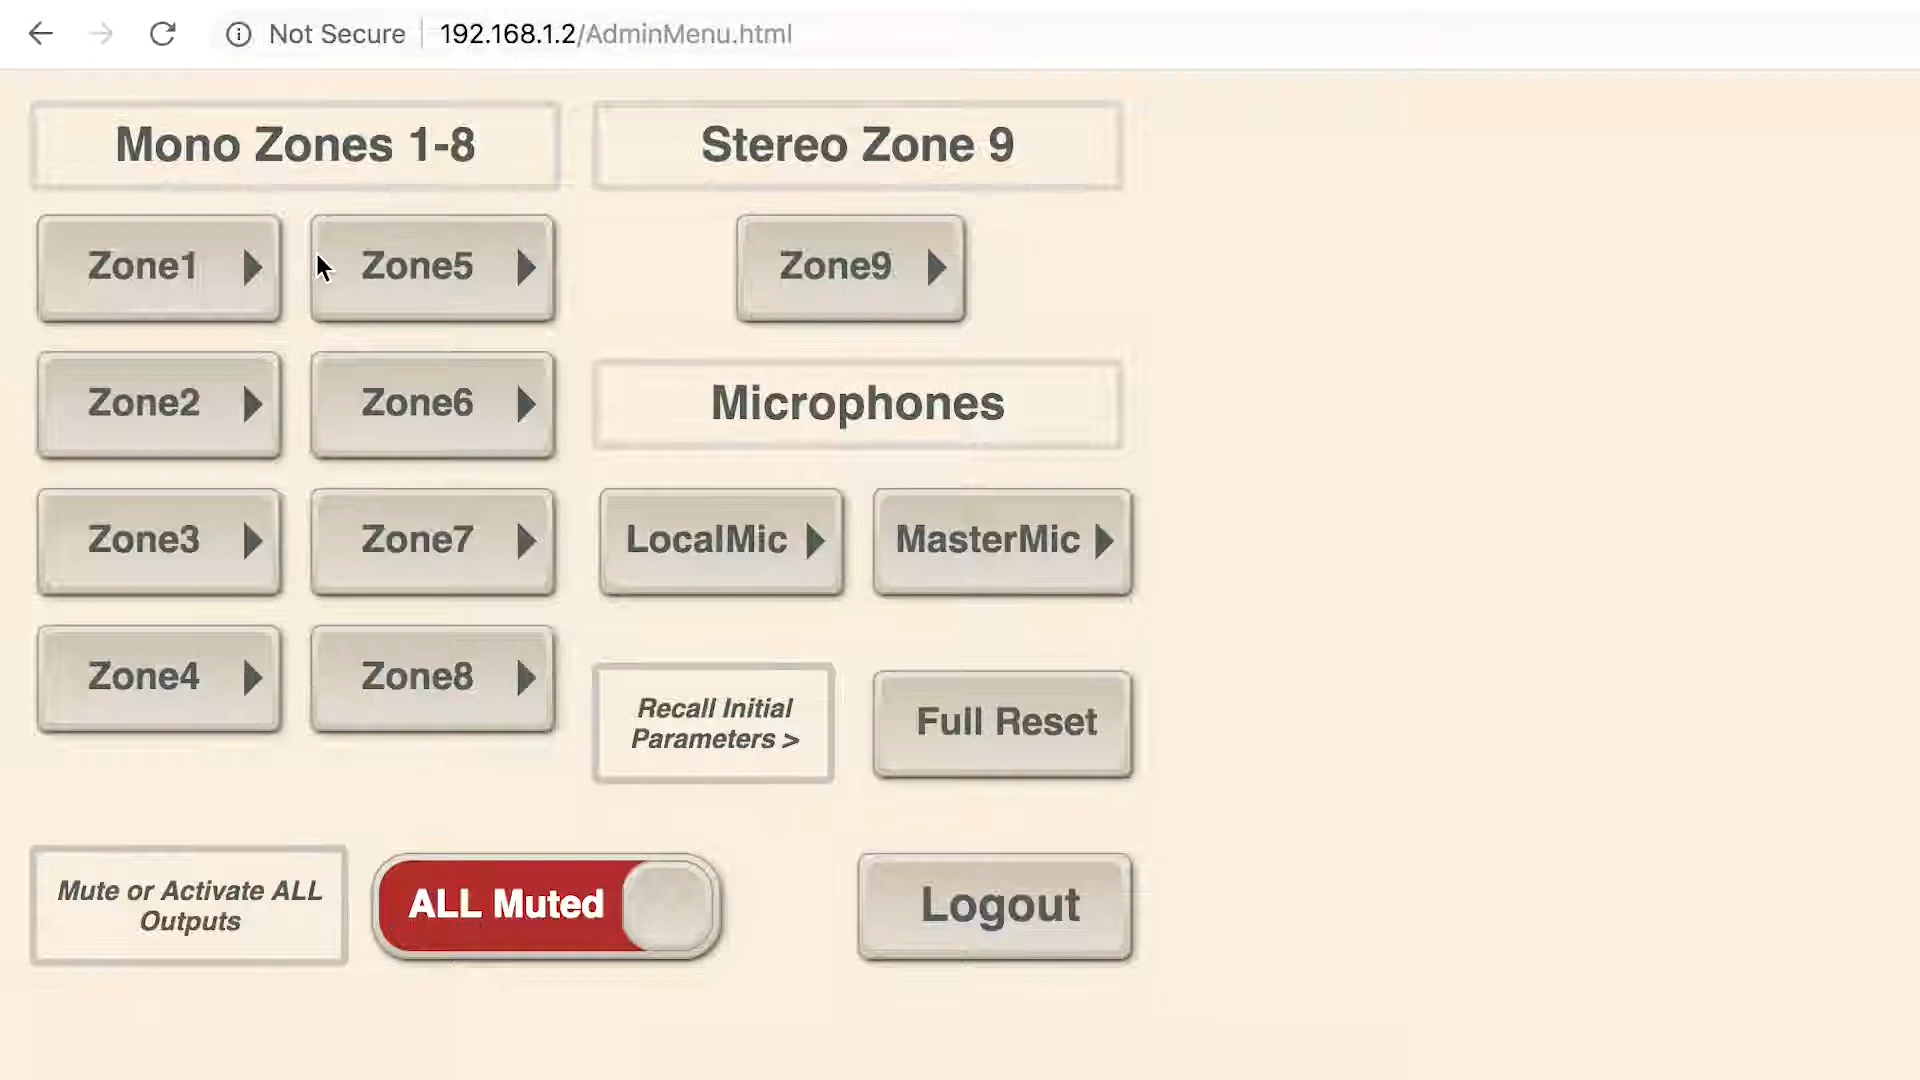 Not Secure 192.168.1.2/AdminMenu.html
Mono Zones 1-8
Stereo Zone 9
Zone1
Zone5
Zone9
Zone2
Zone6
Microphones
Zone3
Zone7
LocalMic
MasterMic
Zone4
Zone8
Recall Initial
Parameters >
Full Reset
Mute or Activate ALL
Outputs
ALL Muted
Logout